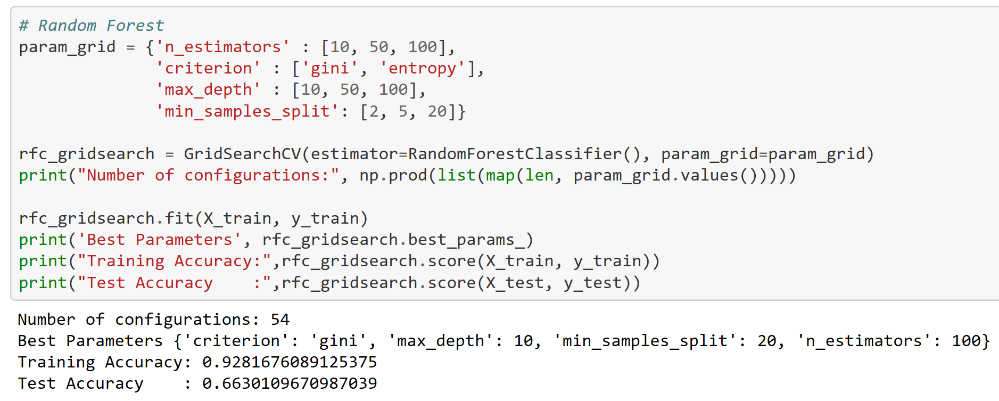 # Random Forest
param_grid = {'n_estimators' : [10, 50, 100],
              'criterion' : ['gini', 'entropy'],
              'max_depth' : [10, 50, 100],
              'min_samples_split': [2, 5, 20]}
rfc_gridsearch = GridSearchCV(estimator=RandomForestClassifier(), param_grid=param_grid)
print("Number of configurations:", np.prod(list(map(len, param_grid.values()))))
rfc_gridsearch.fit(X_train, y_train)
print('Best Parameters', rfc_gridsearch.best_params_)
print("Training Accuracy:",rfc_gridsearch.score(X_train, y_train))
print("Test Accuracy    :",rfc_gridsearch.score(X_test, y_test))
Number of configurations: 54
Best Parameters {'criterion': 'gini', 'max_depth': 10, 'min_samples_split': 20, 'n_estimators': 100}
Training Accuracy: 0.9281676089125375
Test Accuracy    : 0.6630109670987039